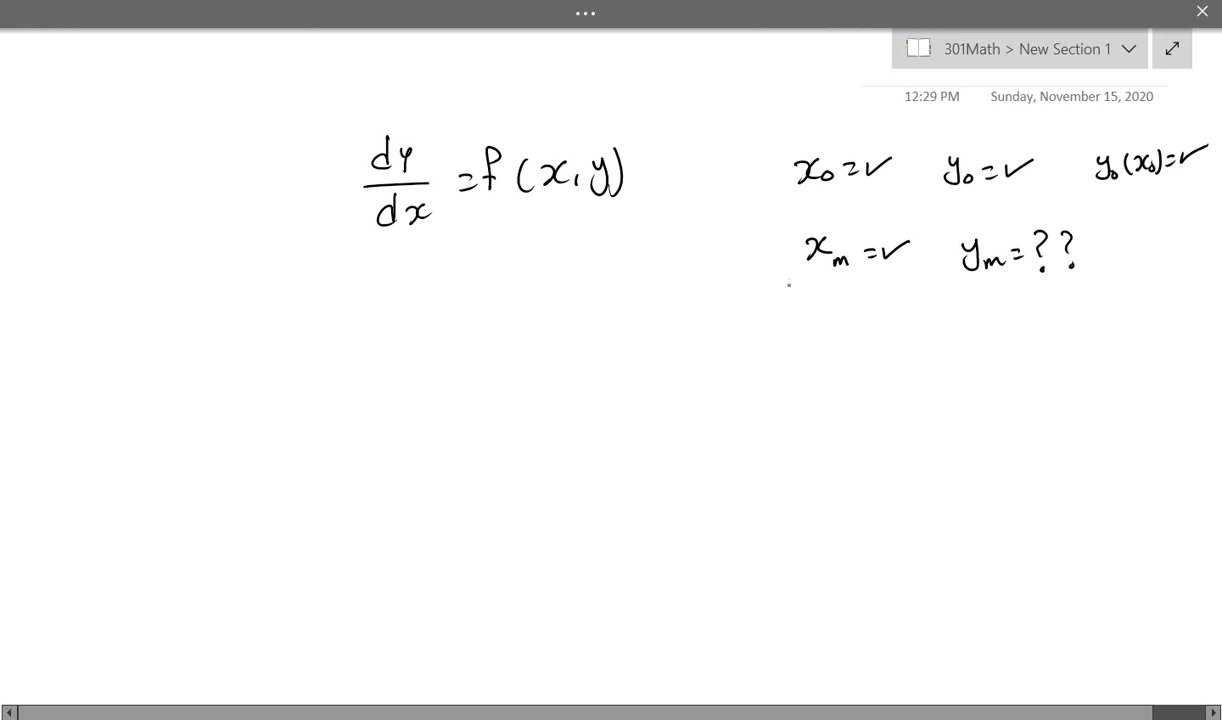 ...
301Math > New Section 1
12:29 PM Sunday, November 15, 2020
dy/dx = f(x, y)
x₀ = ✓ y₀ = ✓ y₀(x₀) = ✓
xₘ = ✓ yₘ = ??